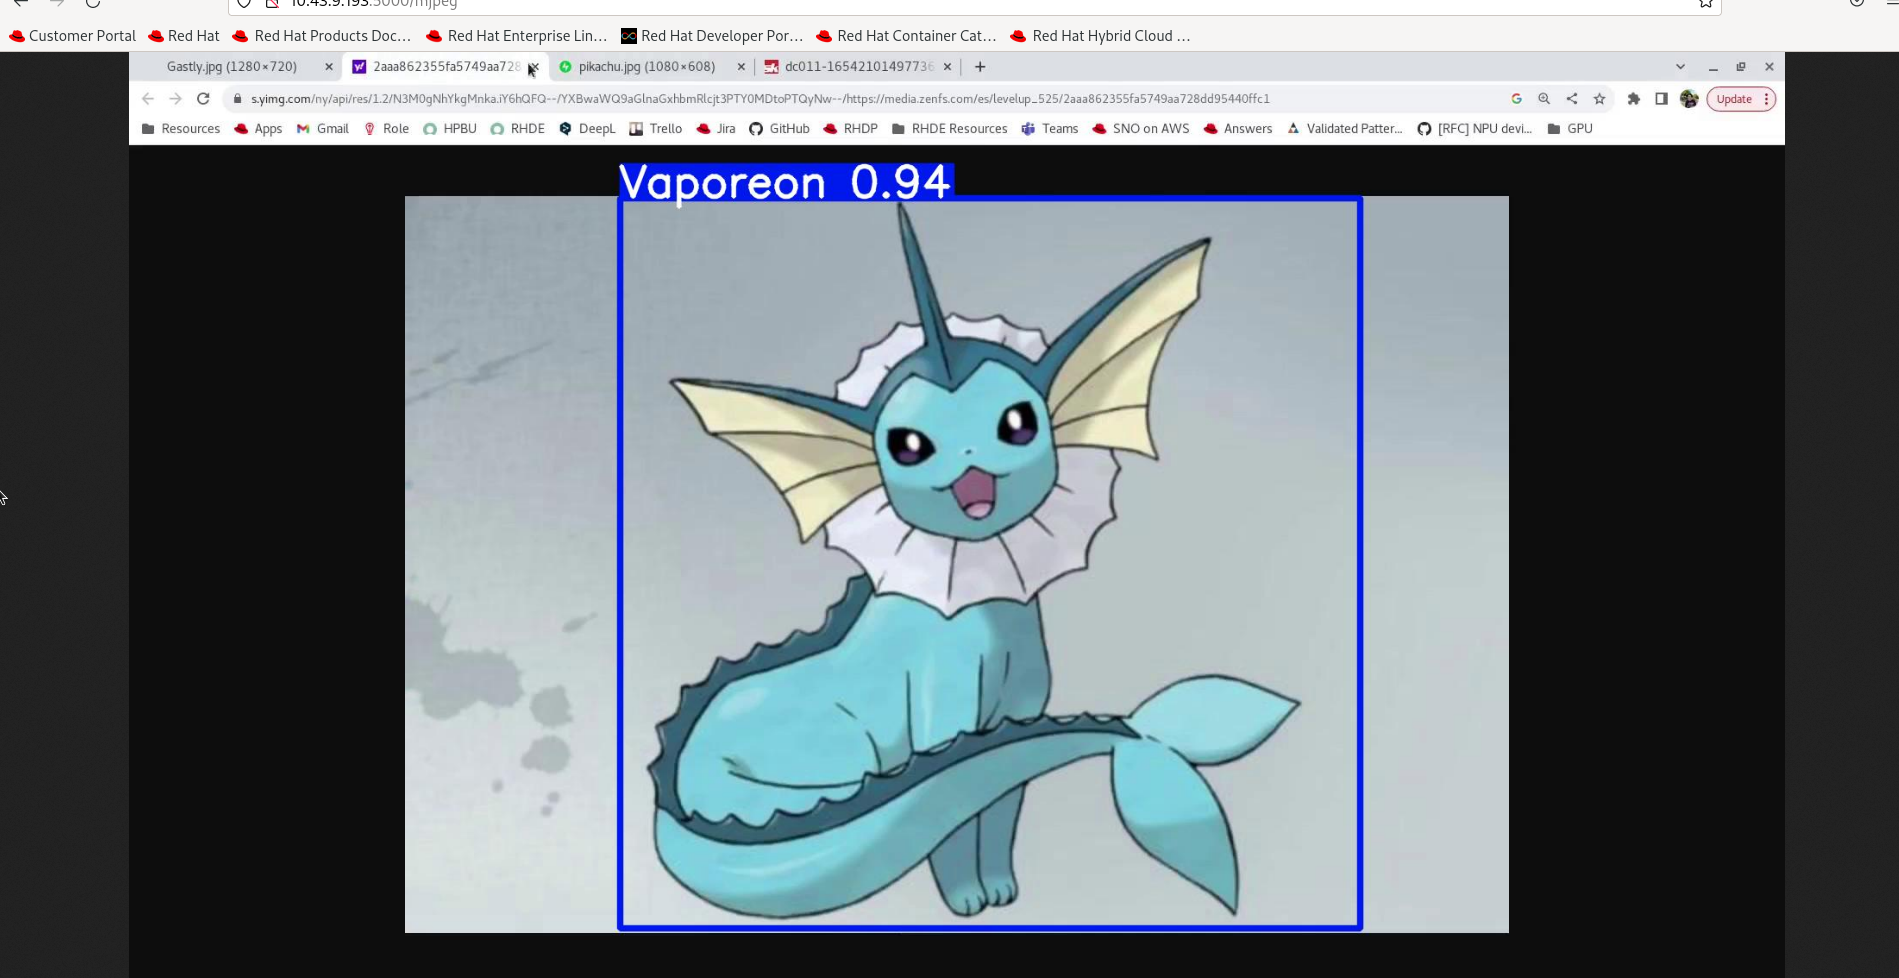 10.43.9.193:5000/mjpeg
Customer Portal Red Hat Red Hat Products Doc… Red Hat Enterprise Lin… Red Hat Developer Por… Red Hat Container Cat… Red Hat Hybrid Cloud …
Gastly.jpg (1280×720) 2aaa862355fa5749aa728 pikachu.jpg (1080×608) dc011-16542101497736
s.yimg.com/ny/api/res/1.2/N3M0gNhYkgMnka.iY6hQFQ--/YXBwaWQ9aGlnaGxhbmRlcjt3PTY0MDtoPTQyNw--/https://media.zenfs.com/es/levelup_525/2aaa862355fa5749aa728dd95440ffc1 Update
Resources Apps Gmail Role HPBU RHDE DeepL Trello Jira GitHub RHDP RHDE Resources Teams SNO on AWS Answers Validated Patter… [RFC] NPU devi… GPU
Vaporeon 0.94